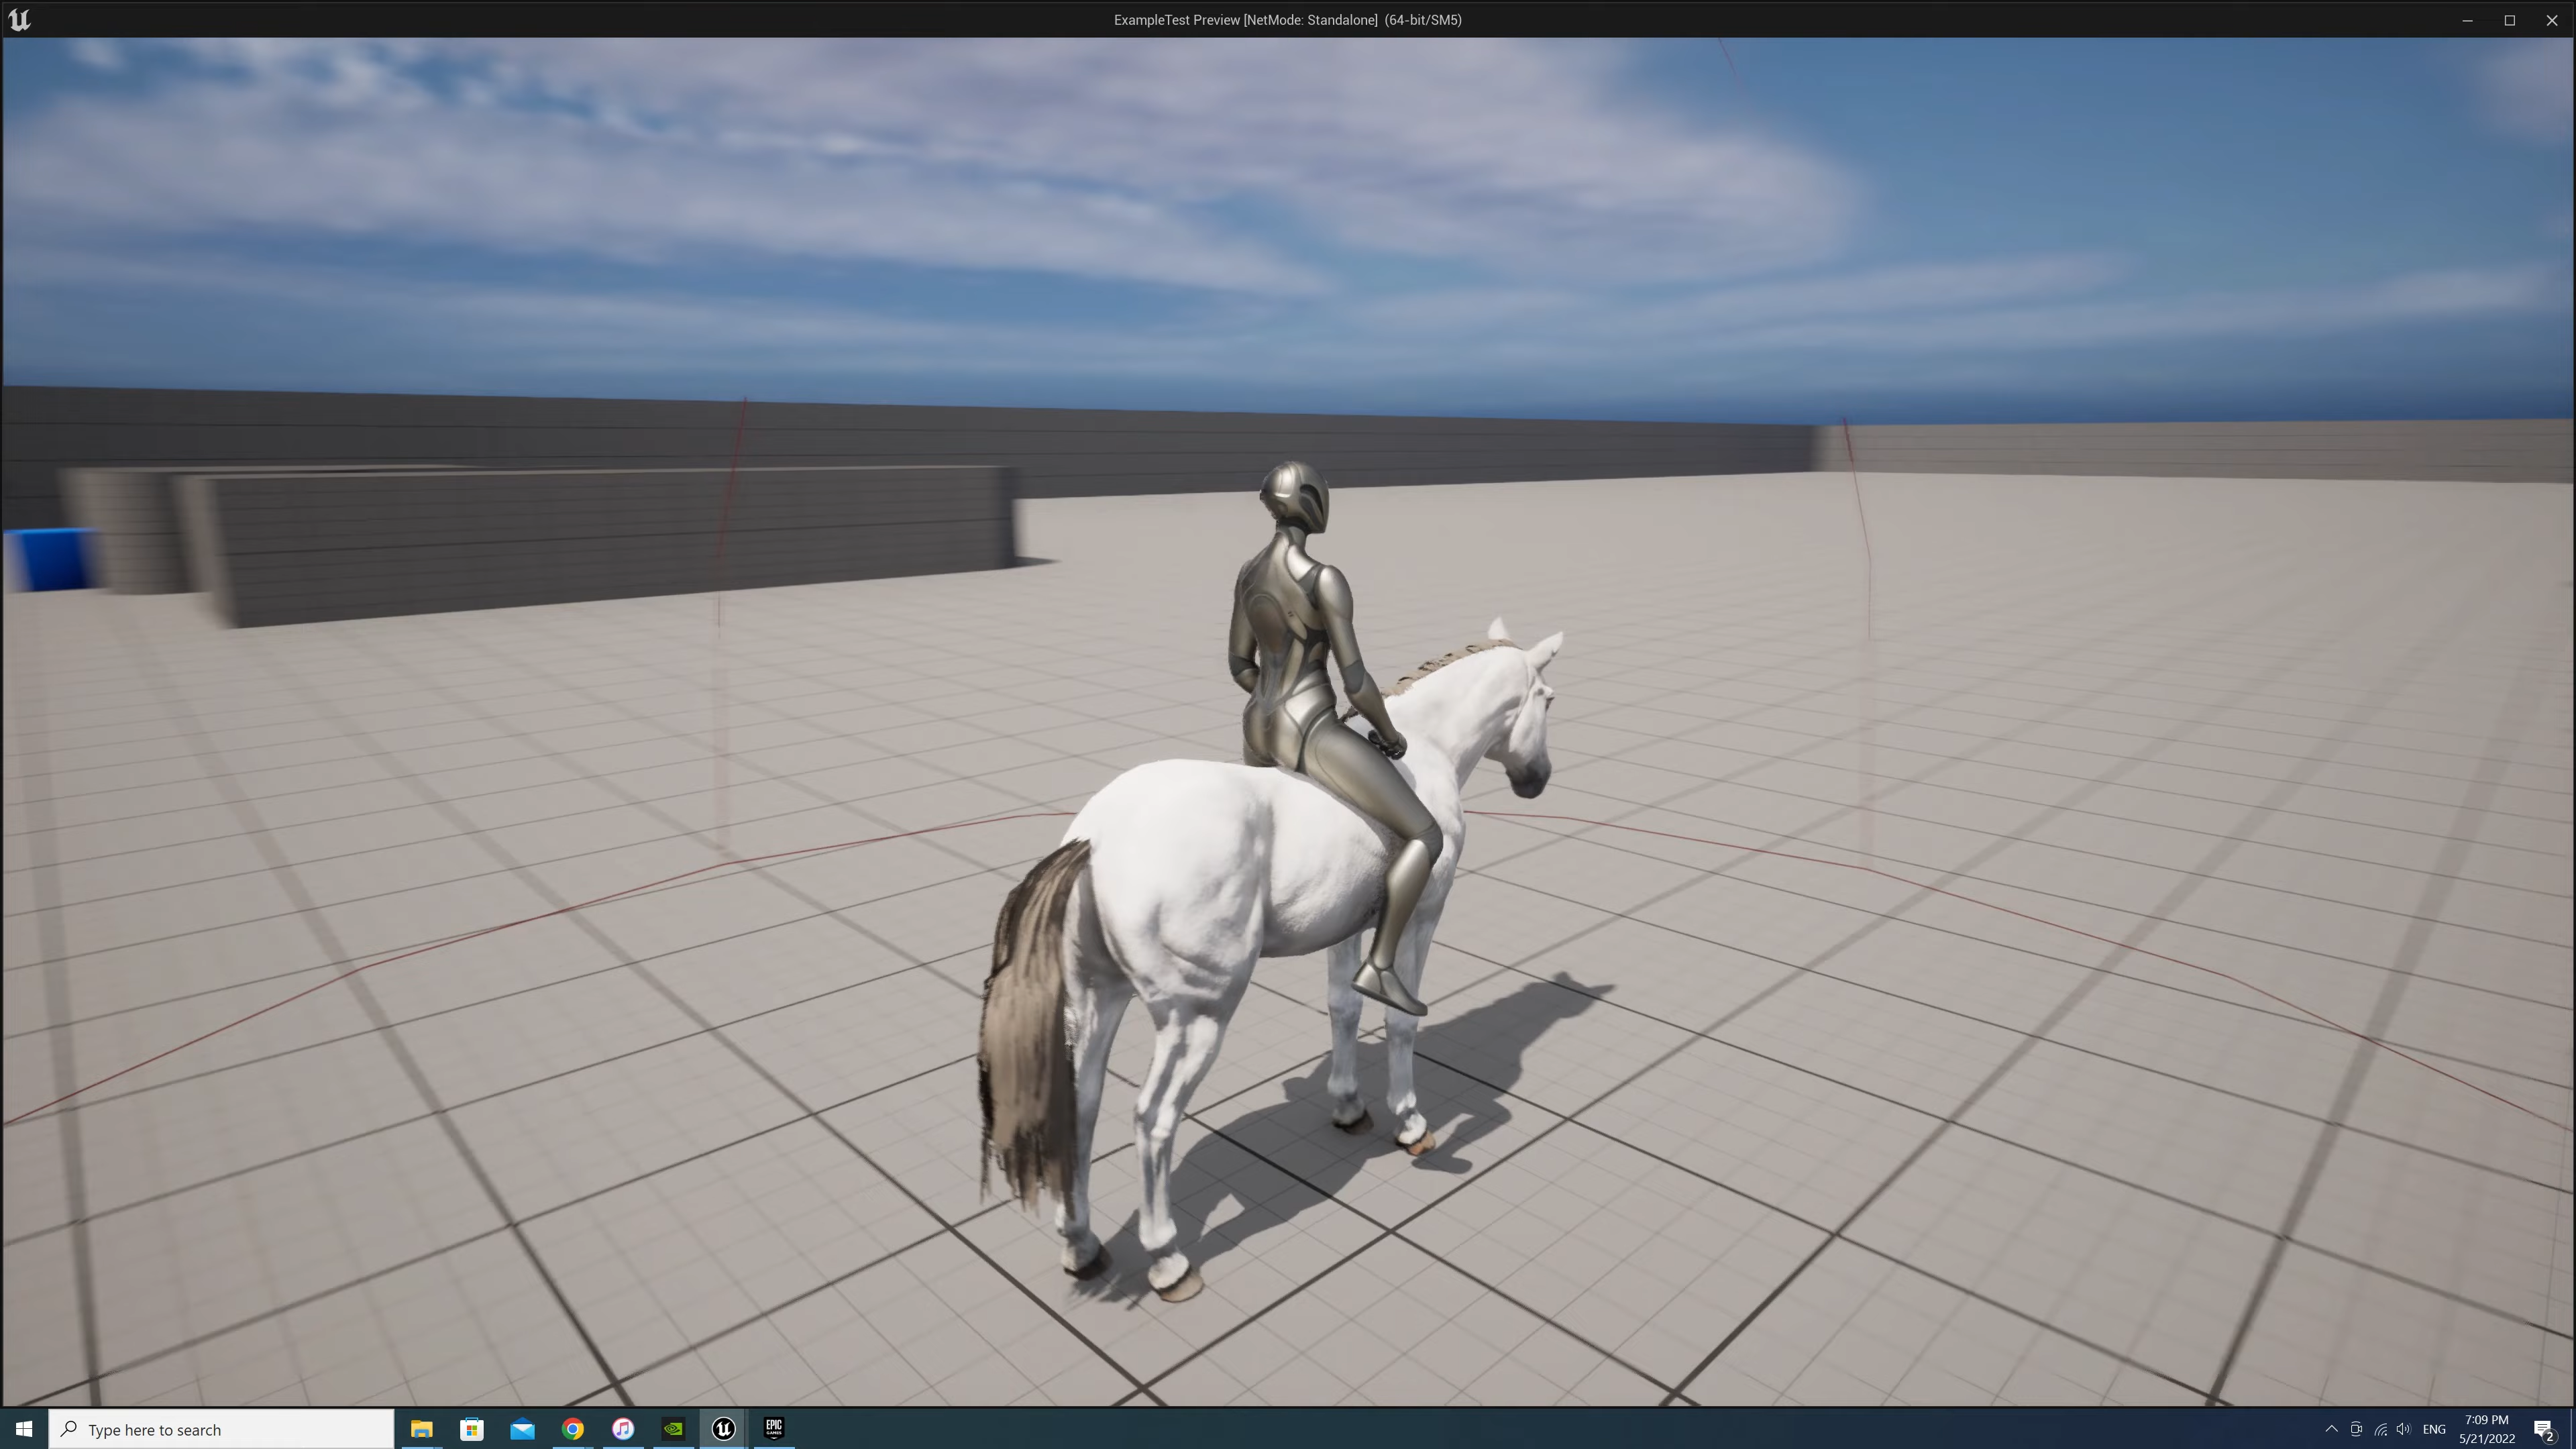 ExampleTest Preview [NetMode: Standalone] (64-bit/SM5)
Type here to search
EPIC
GAMES
ENG
7:09 PM
5/21/2022
2